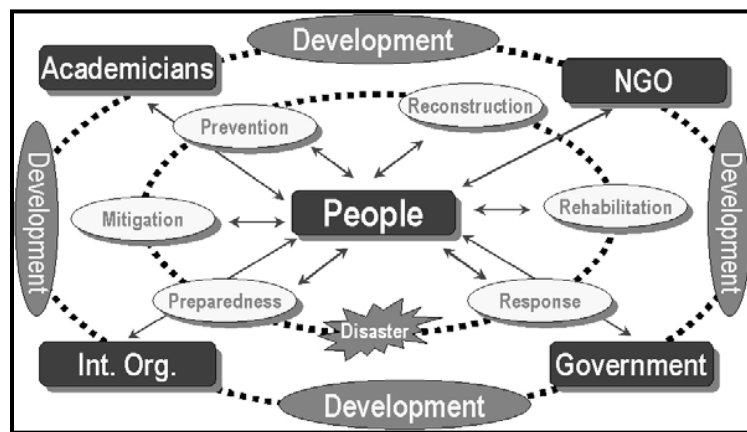 Development
Academicians
NGO
Reconstruction
Prevention
Development
Development
People
Mitigation
Rehabilitation
Preparedness
Response
Disaster
Int. Org.
Government
Development